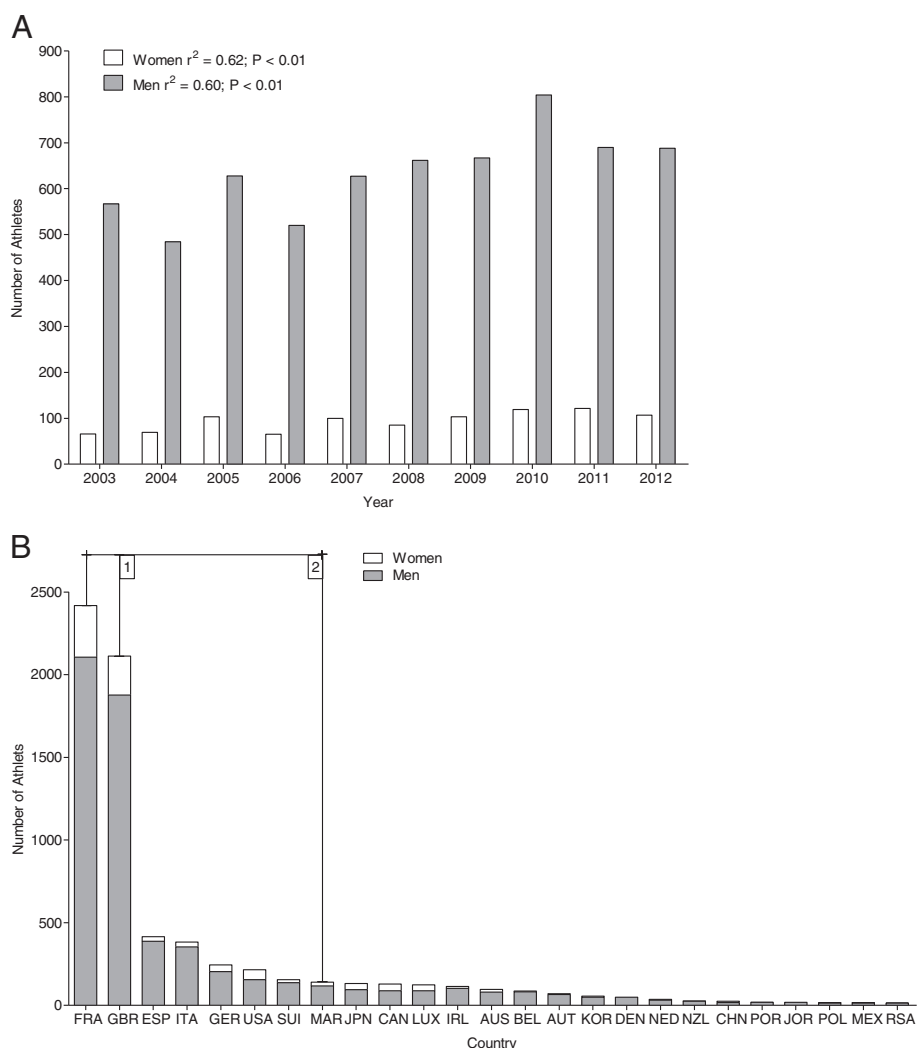 A
Women r² = 0.62; P < 0.01
Men r² = 0.60; P < 0.01
900
800
700
600
500
400
300
200
100
0
Number of Athletes
2003 2004 2005 2006 2007 2008 2009 2010 2011 2012
Year
B
1 2
Women
Men
2500
2000
1500
1000
500
0
Number of Athlets
FRA GBR ESP ITA GER USA SUI MAR JPN CAN LUX IRL AUS BEL AUT KOR DEN NED NZL CHN POR JOR POL MEX RSA
Country